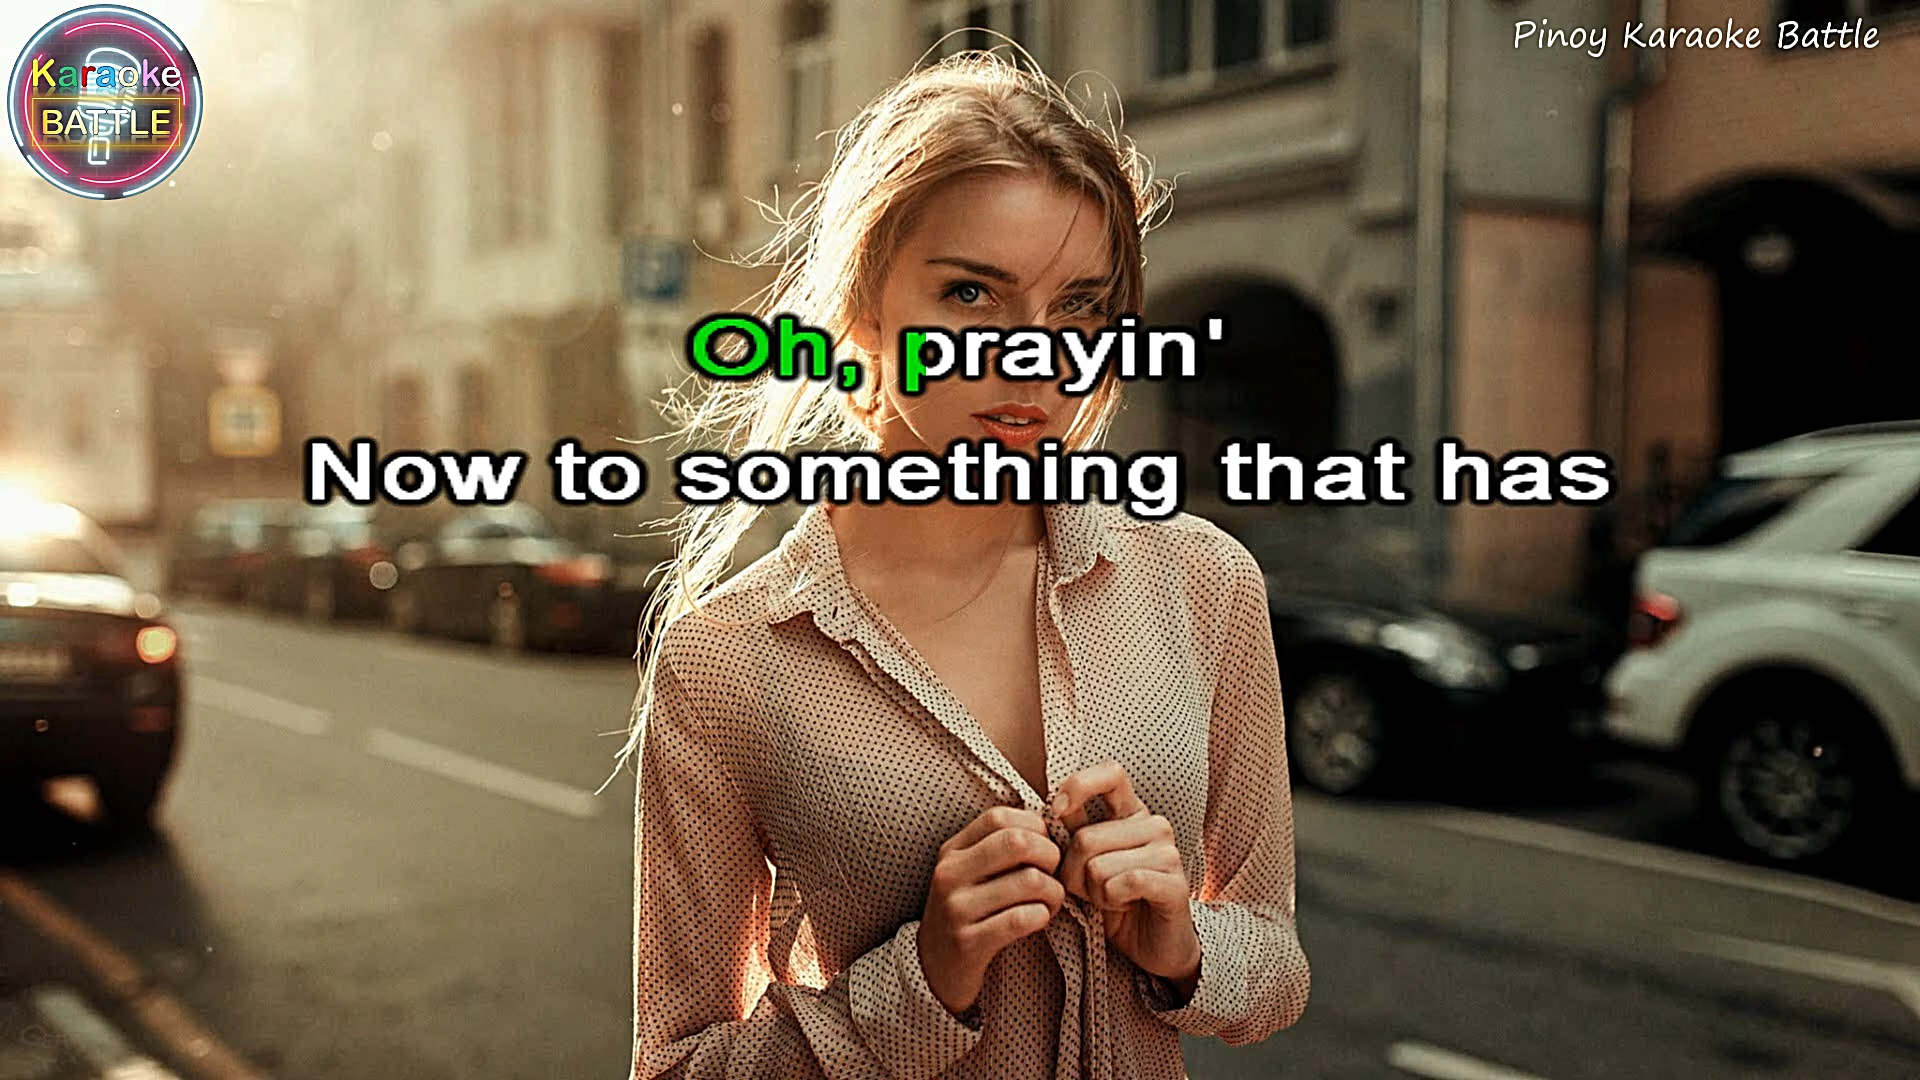 Karaoke
BATTLE
Pinoy Karaoke Battle
Oh, prayin'
Now to something that has